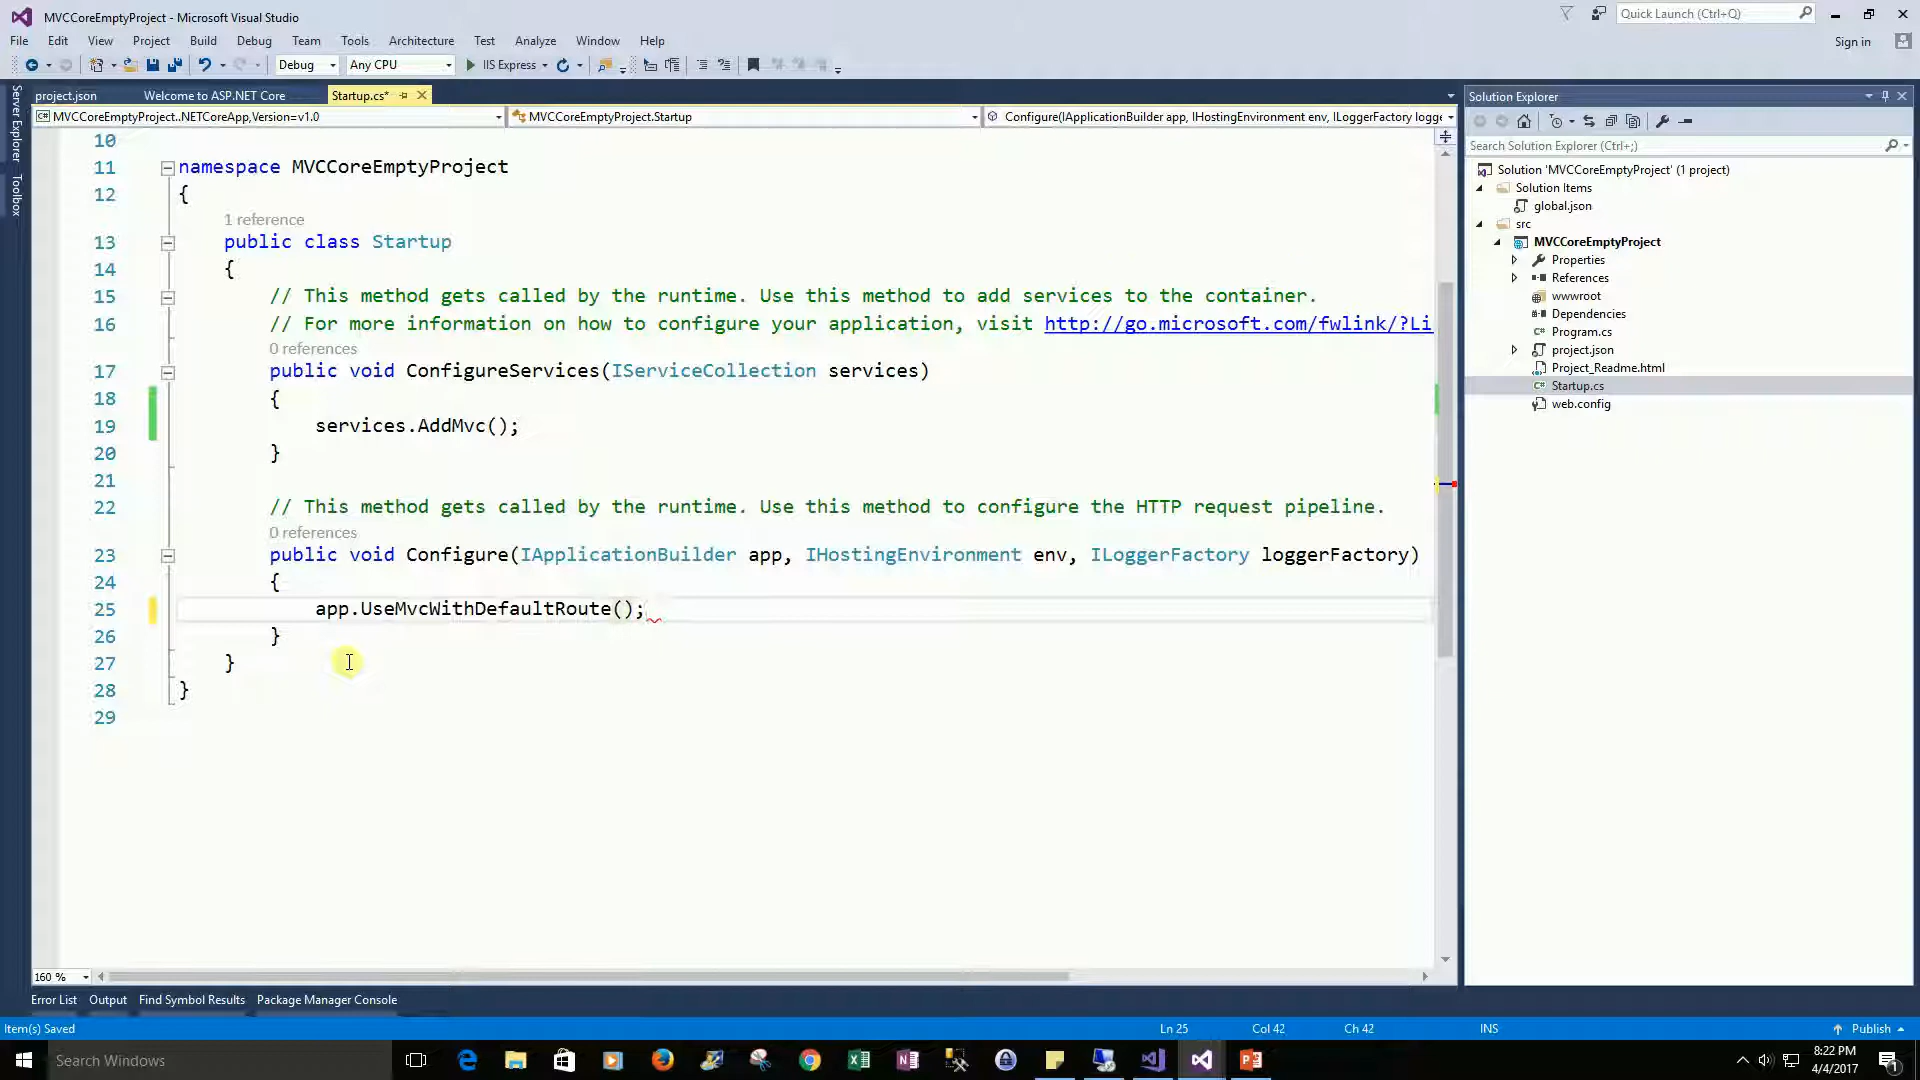 MVCCoreEmptyProject - Microsoft Visual Studio
Quick Launch (Ctrl+Q)
File Edit View Project Build Debug Team Tools Architecture Test Analyze Window Help
Sign in
Debug Any CPU IIS Express
project.json Welcome to ASP.NET Core Startup.cs*
MVCCoreEmptyProject..NETCoreApp,Version=v1.0 MVCCoreEmptyProject.Startup Configure(IApplicationBuilder app, IHostingEnvironment env, ILoggerFactory logge
Server Explorer
Toolbox
10
11 namespace MVCCoreEmptyProject
12 {
1 reference
13 public class Startup
14 {
15 // This method gets called by the runtime. Use this method to add services to the container.
16 // For more information on how to configure your application, visit http://go.microsoft.com/fwlink/?Li
0 references
17 public void ConfigureServices(IServiceCollection services)
18 {
19 services.AddMvc();
20 }
21
22 // This method gets called by the runtime. Use this method to configure the HTTP request pipeline.
0 references
23 public void Configure(IApplicationBuilder app, IHostingEnvironment env, ILoggerFactory loggerFactory)
24 {
25 app.UseMvcWithDefaultRoute();
26 }
27 }
28 }
29
160 %
Solution Explorer
Search Solution Explorer (Ctrl+;)
Solution 'MVCCoreEmptyProject' (1 project)
Solution Items
global.json
src
MVCCoreEmptyProject
Properties
References
wwwroot
Dependencies
Program.cs
project.json
Project_Readme.html
Startup.cs
web.config
Error List Output Find Symbol Results Package Manager Console
Item(s) Saved Ln 25 Col 42 Ch 42 INS Publish
Search Windows
8:22 PM
4/4/2017
1